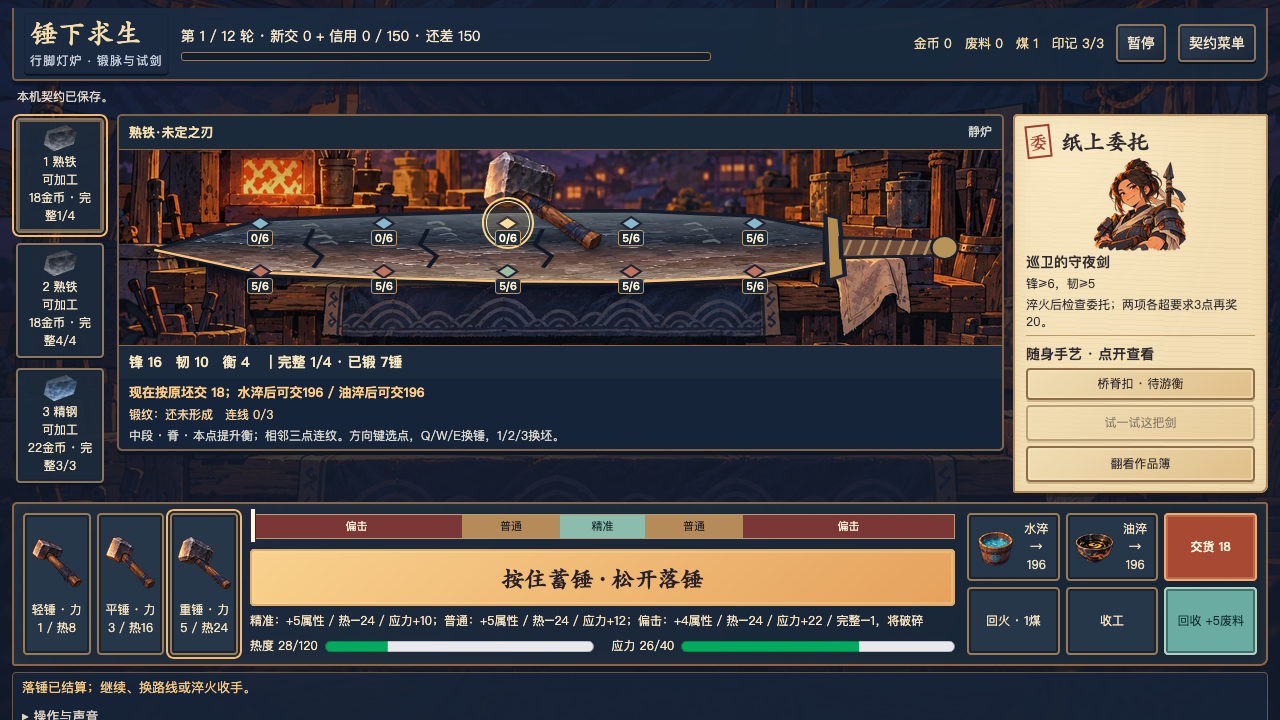 锤下求生
行脚灯炉 · 锻脉与试剑
第 1 / 12 轮 · 新交 0 + 信用 0 / 150 · 还差 150
金币 0 废料 0 煤 1 印记 3/3
暂停
契约菜单
本机契约已保存。
1 熟铁
可加工
18金币 · 完
整1/4
2 熟铁
可加工
18金币 · 完
整4/4
3 精钢
可加工
22金币 · 完
整3/3
熟铁·未定之刃
静炉
0/6 0/6 0/6 5/6 5/6
5/6 5/6 5/6 5/6 5/6
锋 16 韧 10 衡 4 | 完整 1/4 · 已锻 7锤
现在按原坯交 18；水淬后可交196 / 油淬后可交196
锻纹：还未形成 连线 0/3
中段 · 脊 · 本点提升衡；相邻三点连纹。方向键选点，Q/W/E换锤，1/2/3换坯。
委
纸上委托
巡卫的守夜剑
锋≥6，韧≥5
淬火后检查委托；两项各超要求3点再奖
20。
随身手艺 · 点开查看
桥脊扣 · 待游衡
试一试这把剑
翻看作品簿
轻锤 · 力
1 / 热8
平锤 · 力
3 / 热16
重锤 · 力
5 / 热24
偏击 普通 精准 普通 偏击
按住蓄锤 · 松开落锤
精准：+5属性 / 热−24 / 应力+10；普通：+5属性 / 热−24 / 应力+12；偏击：+4属性 / 热−24 / 应力+22 / 完整−1，将破碎
热度 28/120
应力 26/40
水淬
→
196
油淬
→
196
交货 18
回火 · 1煤
收工
回收 +5废料
落锤已结算；继续、换路线或淬火收手。
▸ 操作与声音